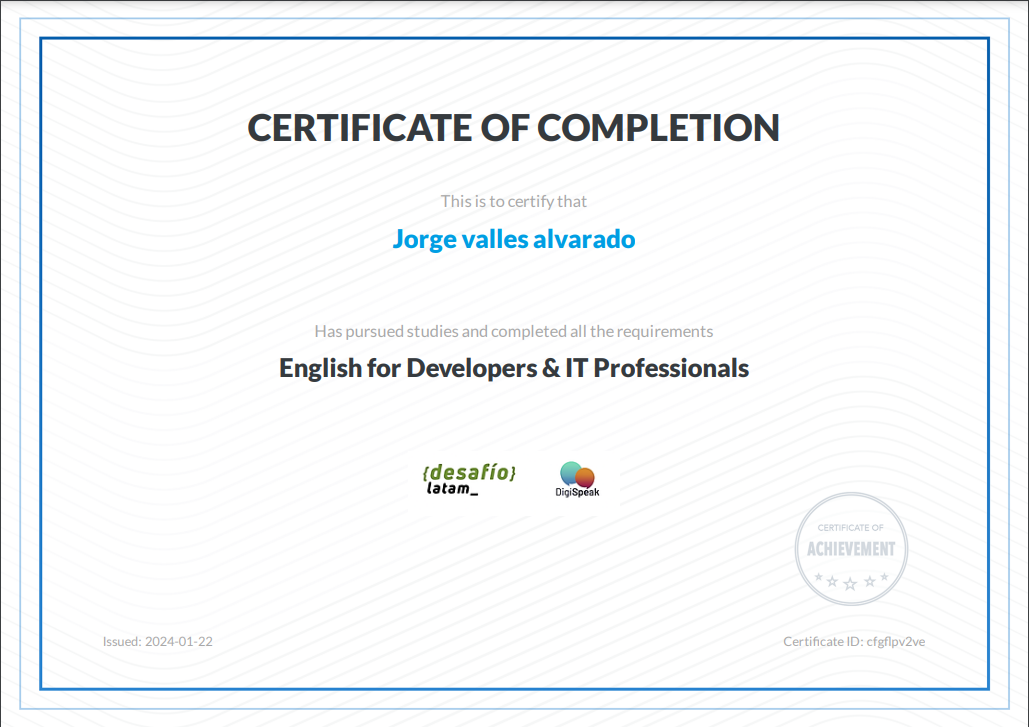 CERTIFICATE OF COMPLETION
This is to certify that
Jorge valles alvarado
Has pursued studies and completed all the requirements
English for Developers & IT Professionals
{desafío}
latam_
DigiSpeak
CERTIFICATE OF
ACHIEVEMENT
Issued: 2024-01-22
Certificate ID: cfgflpv2ve